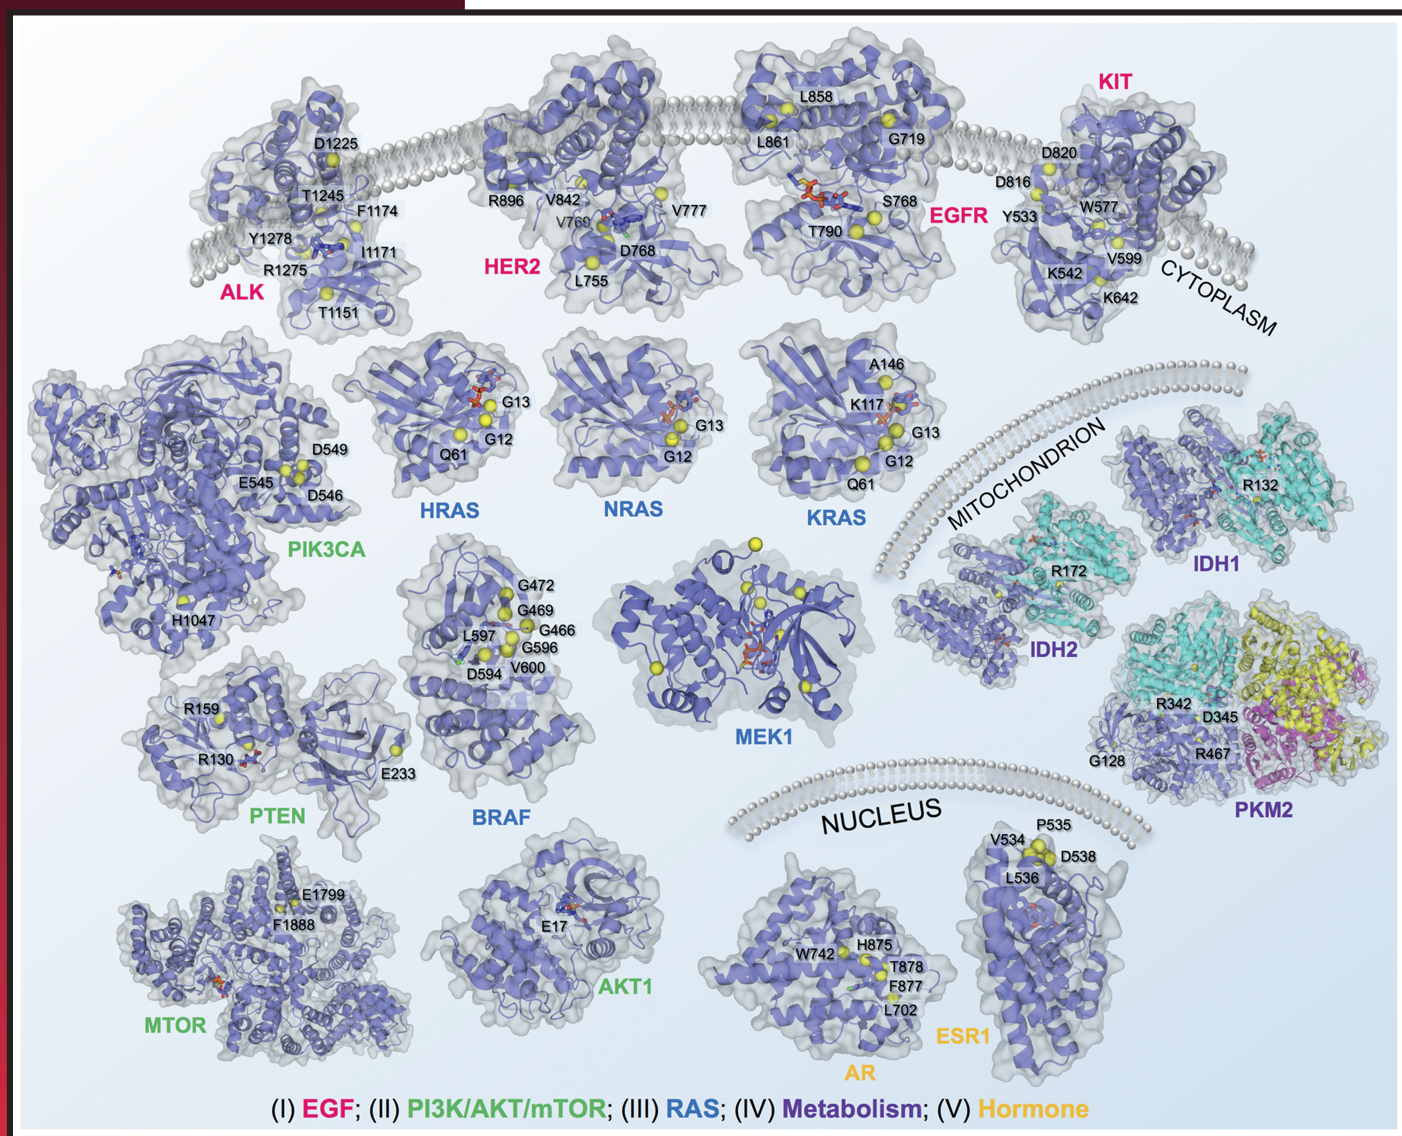 KIT
L858
L861
G719
D1225
T1245
F1174
Y1278
I1171
R1275
ALK
T1151
R896
V842
V777
V769
D768
HER2
L755
S768
EGFR
T790
D820
D816
W577
Y533
V599
K542
K642
CYTOPLASM
D549
E545
D546
PIK3CA
H1047
G13
G12
Q61
HRAS
G13
G12
NRAS
A146
K117
G13
G12
Q61
KRAS
MITOCHONDRION
R132
IDH1
R172
IDH2
G472
G469
L597
G466
G596
D594
V600
BRAF
MEK1
R342
D345
R467
G128
PKM2
R159
R130
E233
PTEN
NUCLEUS
E1799
F1888
MTOR
E17
AKT1
W742
H875
T878
F877
L702
AR
V534
P535
D538
L536
ESR1
(I) EGF; (II) PI3K/AKT/mTOR; (III) RAS; (IV) Metabolism; (V) Hormone